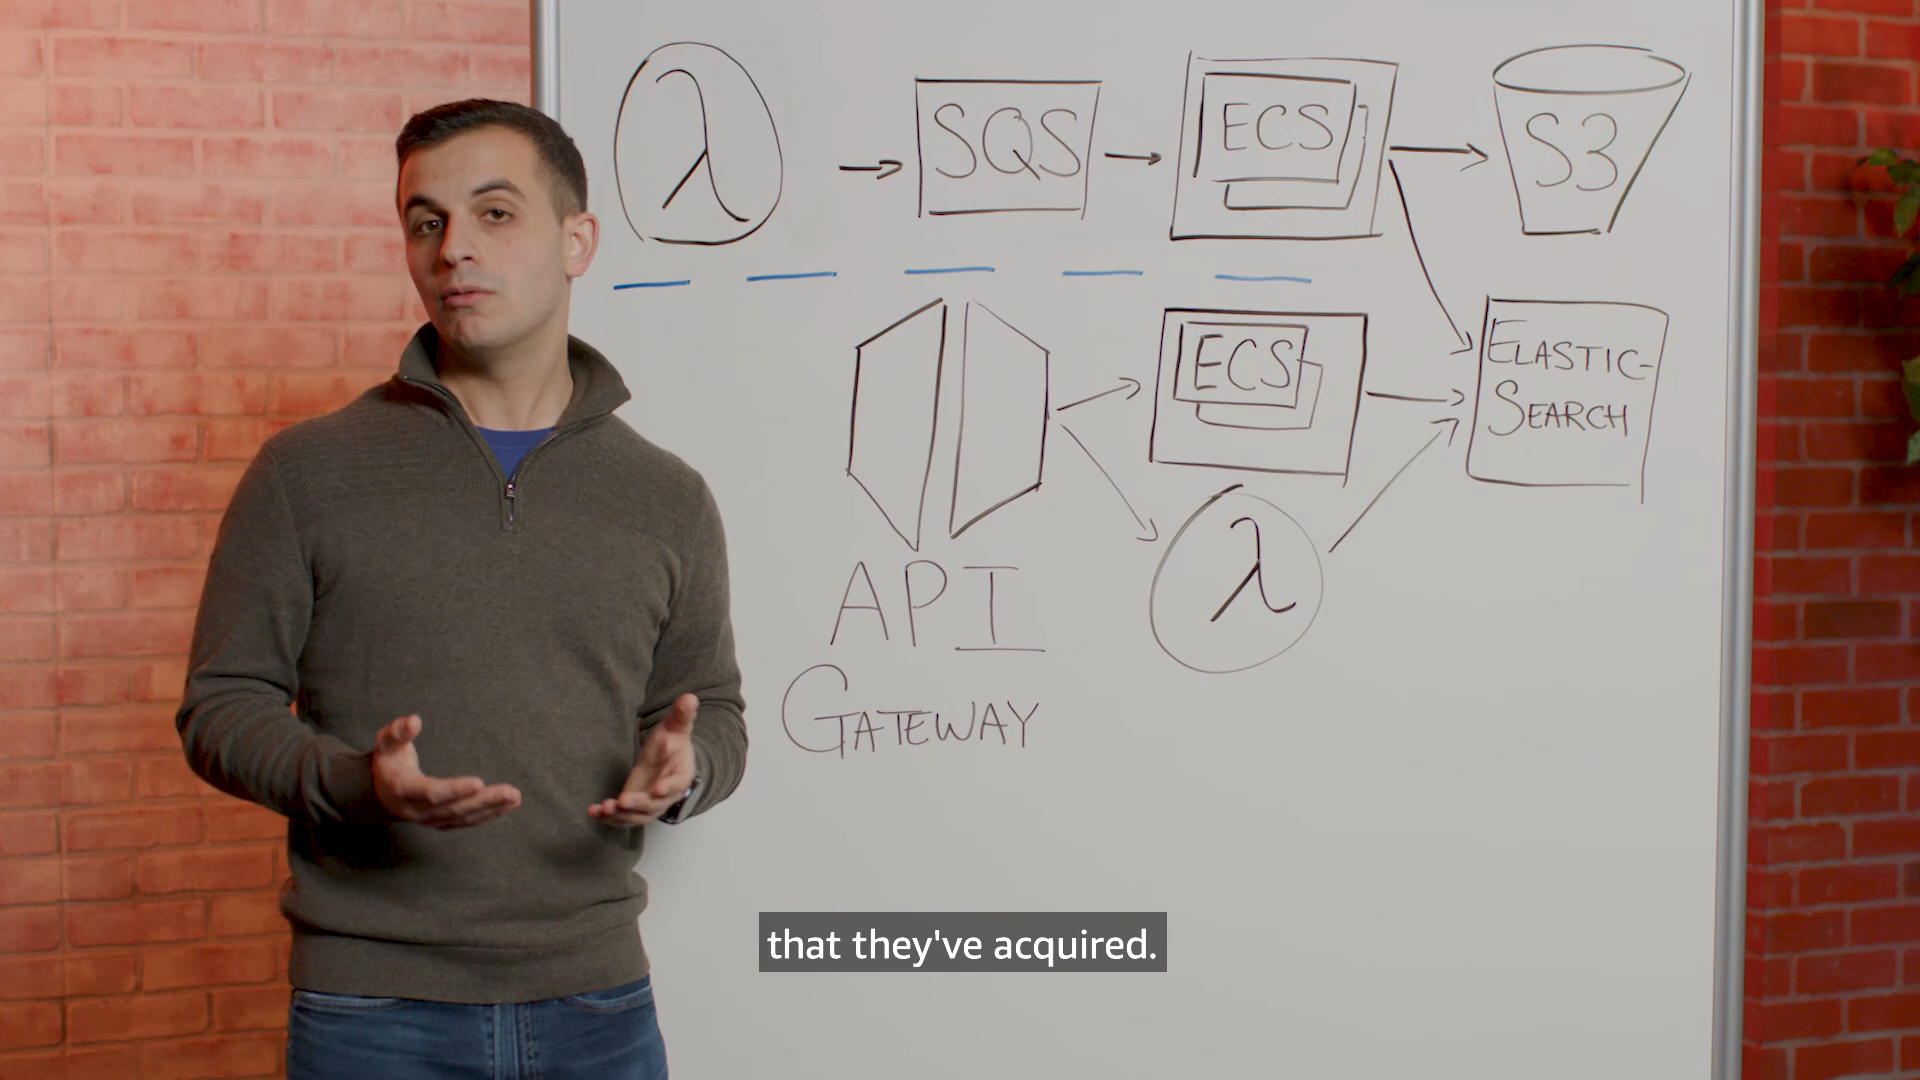 λ
SQS
ECS
S3
ECS
ELASTIC-
SEARCH
λ
API
GATEWAY
that they've acquired.